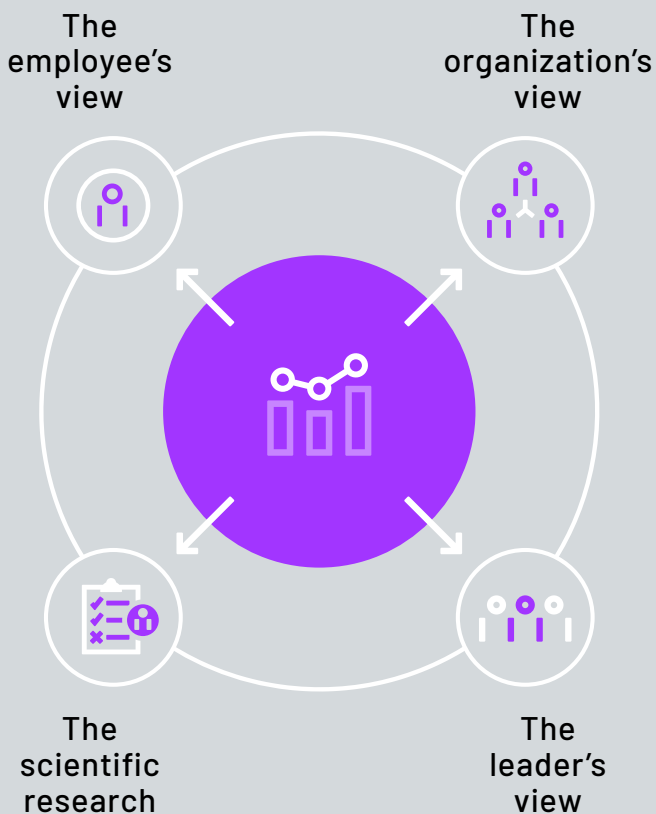 The
employee's
view
The
organization's
view
The
scientific
research
The
leader's
view